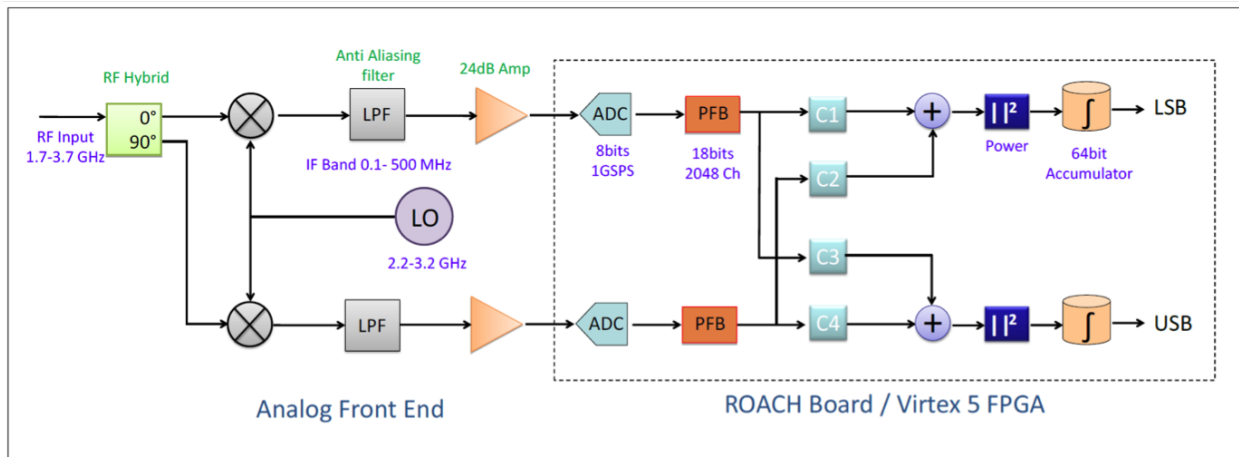 RF Hybrid
0°
90°
RF Input
1.7-3.7 GHz
Anti Aliasing
filter
LPF
IF Band 0.1- 500 MHz
24dB Amp
LO
2.2-3.2 GHz
LPF
Analog Front End
ADC
8bits
1GSPS
PFB
18bits
2048 Ch
C1
C2
C3
C4
+
| |²
Power
∫
64bit
Accumulator
LSB
ADC
PFB
+
| |²
∫
USB
ROACH Board / Virtex 5 FPGA